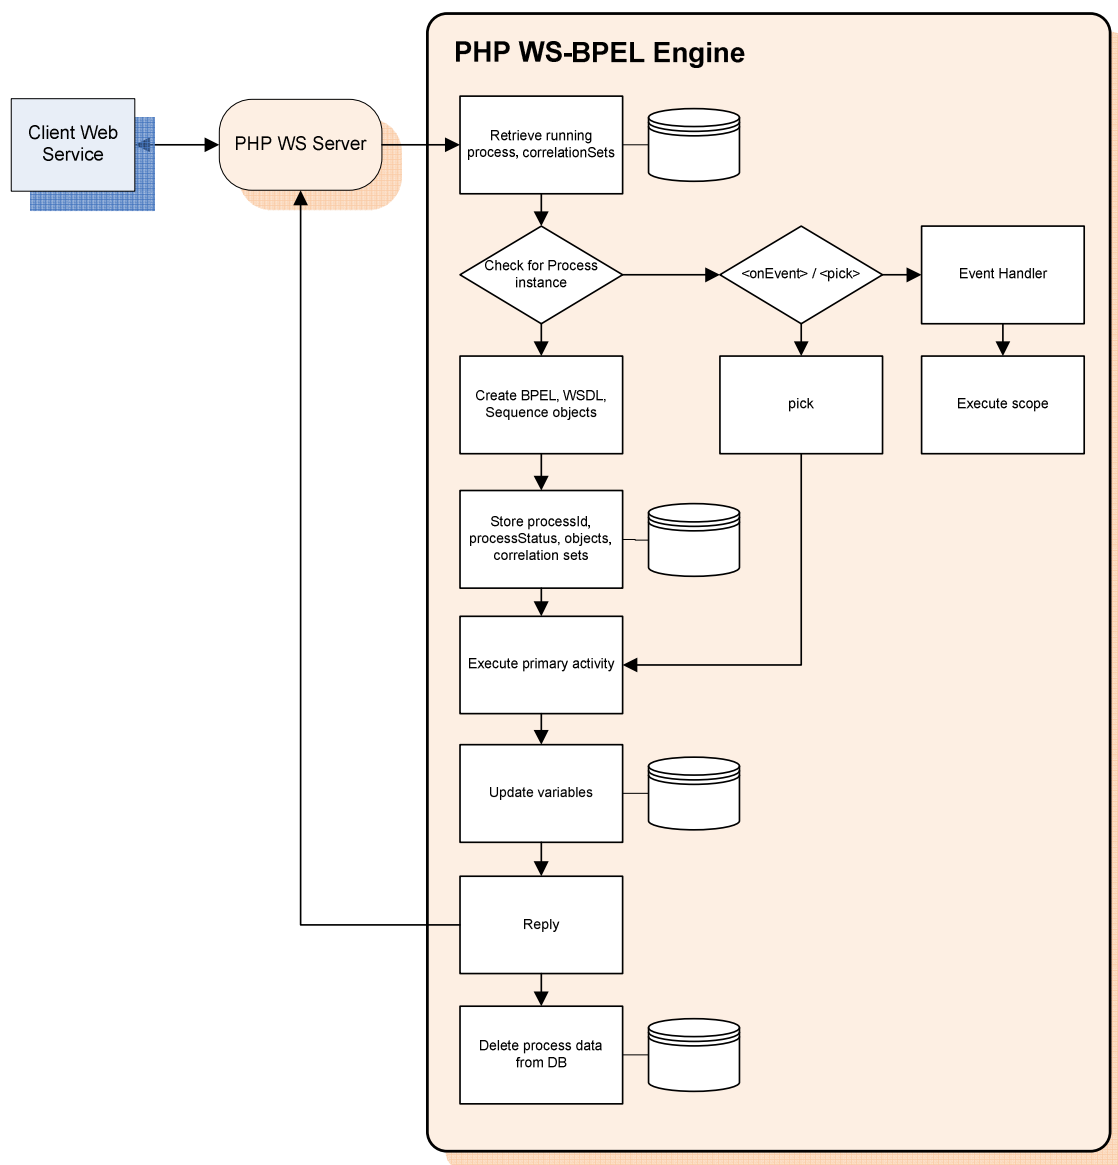 PHP WS-BPEL Engine
Client Web
Service
PHP WS Server
Retrieve running
process, correlationSets
Check for Process
instance
<onEvent> / <pick>
Event Handler
Create BPEL, WSDL,
Sequence objects
pick
Execute scope
Store processId,
processStatus, objects,
correlation sets
Execute primary activity
Update variables
Reply
Delete process data
from DB